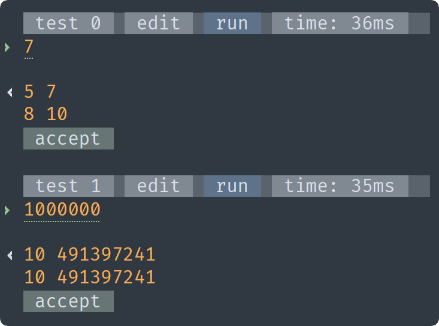 test 0 edit run time: 36ms
7
5 7
8 10
accept
test 1 edit run time: 35ms
1000000
10 491397241
10 491397241
accept